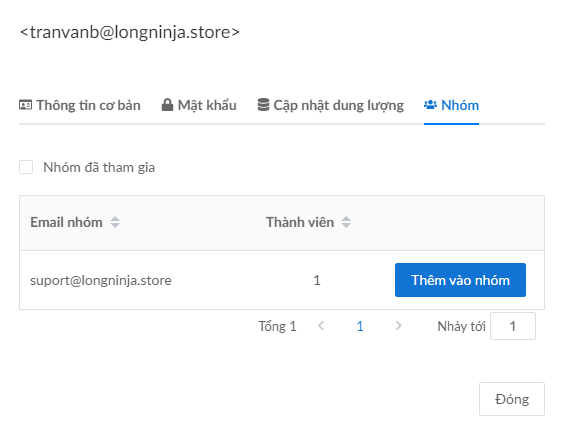 <tranvanb@longninja.store>
Thông tin cơ bản Mật khẩu Cập nhật dung lượng Nhóm
Nhóm đã tham gia
Email nhóm Thành viên
suport@longninja.store 1 Thêm vào nhóm
Tổng 1 1 Nhảy tới 1
Đóng